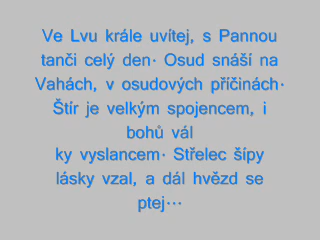 Ve Lvu krále uvítej, s Pannou
tanči celý den. Osud snáší na
Vahách, v osudových příčinách.
Štír je velkým spojencem, i
bohů vál
ky vyslancem. Střelec šípy
lásky vzal, a dál hvězd se
ptej...